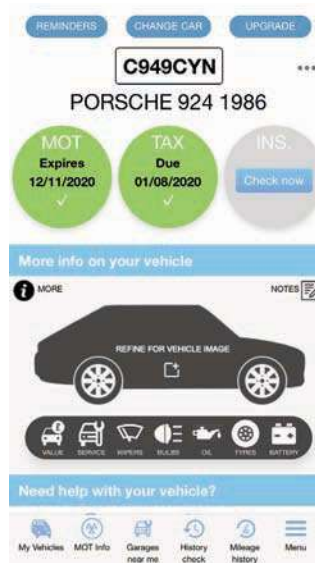 REMINDERS CHANGE CAR UPGRADE
C949CYN
PORSCHE 924 1986
MOT TAX INS.
Expires Due
12/11/2020 01/08/2020 Check now
More info on your vehicle
MORE NOTES
REFINE FOR VEHICLE IMAGE
VALUE SERVICE WIPERS BULBS OIL TYRES BATTERY
Need help with your vehicle?
My Vehicles MOT Info Garages History Mileage Menu
near me check history